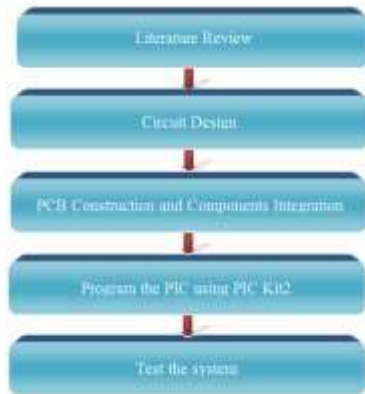 Literature Review
Circuit Design
PCB Construction and Components Integration
Program the PIC using PIC Kit2
Test the system